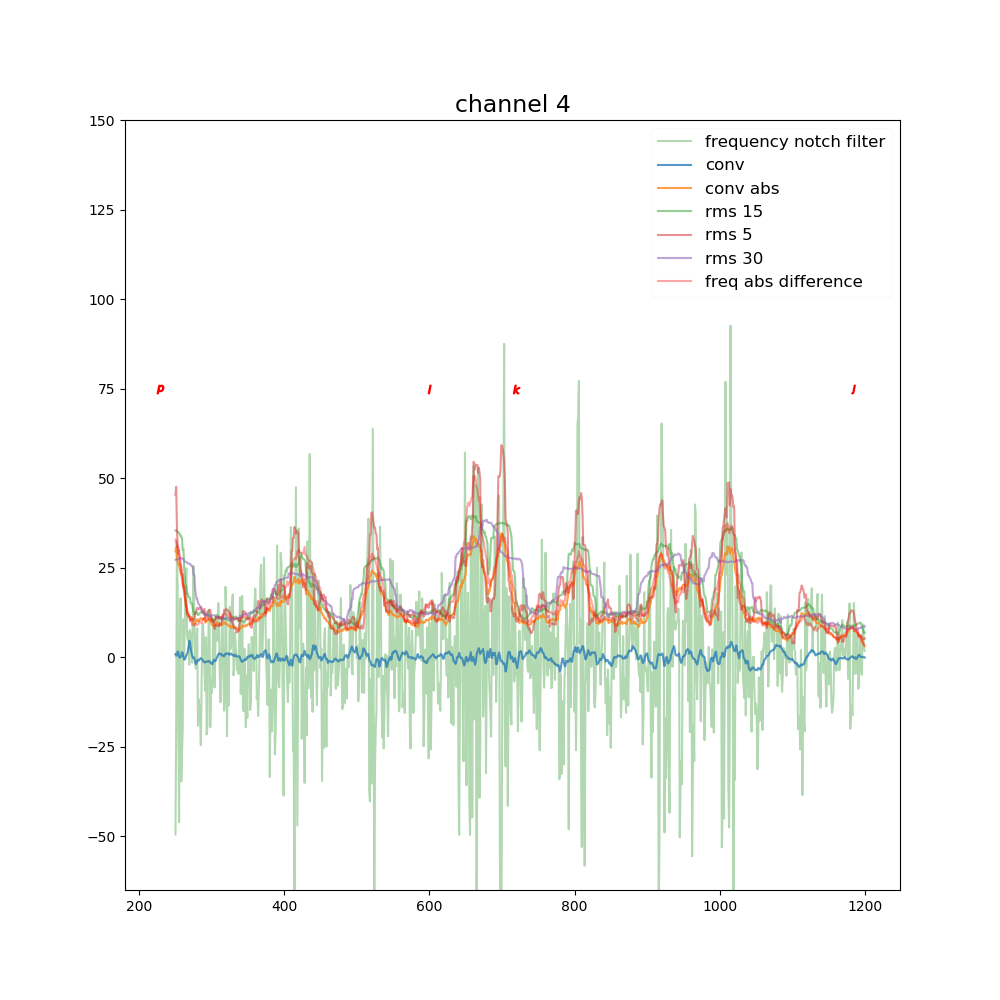 channel 4
150
125
100
75
50
25
0
−25
−50
frequency notch filter
conv
conv abs
rms 15
rms 5
rms 30
freq abs difference
p l k J
200 400 600 800 1000 1200